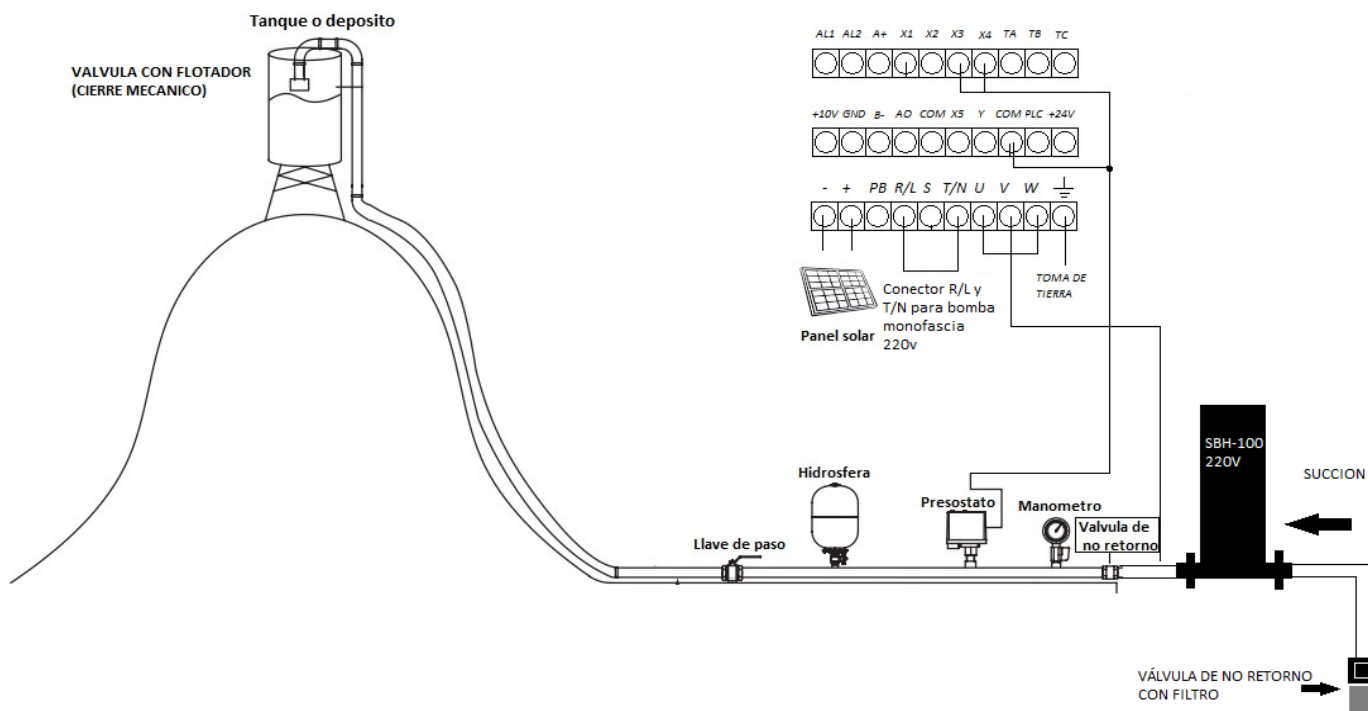 Tanque o deposito
VALVULA CON FLOTADOR
(CIERRE MECANICO)
AL1 AL2 A+ X1 X2 X3 X4 TA TB TC
+10V GND B- AO COM X5 Y COM PLC +24V
- + PB R/L S T/N U V W
Panel solar
Conector R/L y
T/N para bomba
monofascia
220v
TOMA DE
TIERRA
SBH-100
220V
SUCCION
Hidrosfera
Presostato
Manometro
Valvula de
no retorno
Llave de paso
VÁLVULA DE NO RETORNO
CON FILTRO